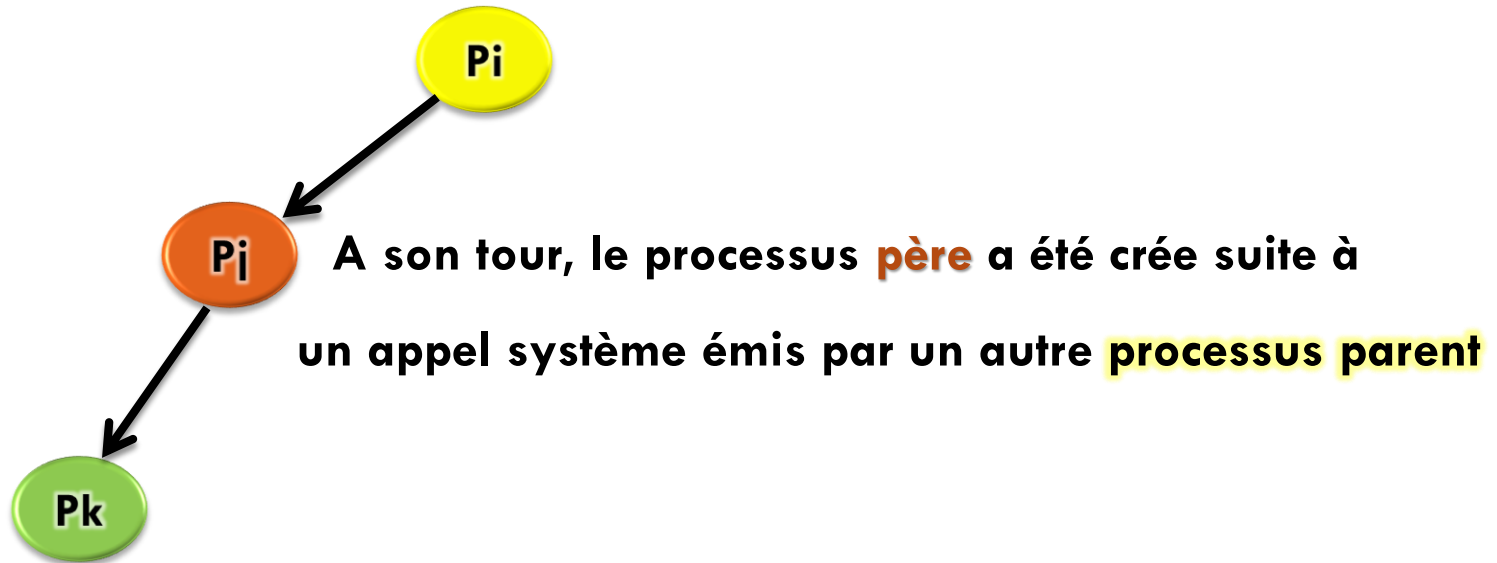 Pi
Pj A son tour, le processus père a été crée suite à
un appel système émis par un autre processus parent
Pk